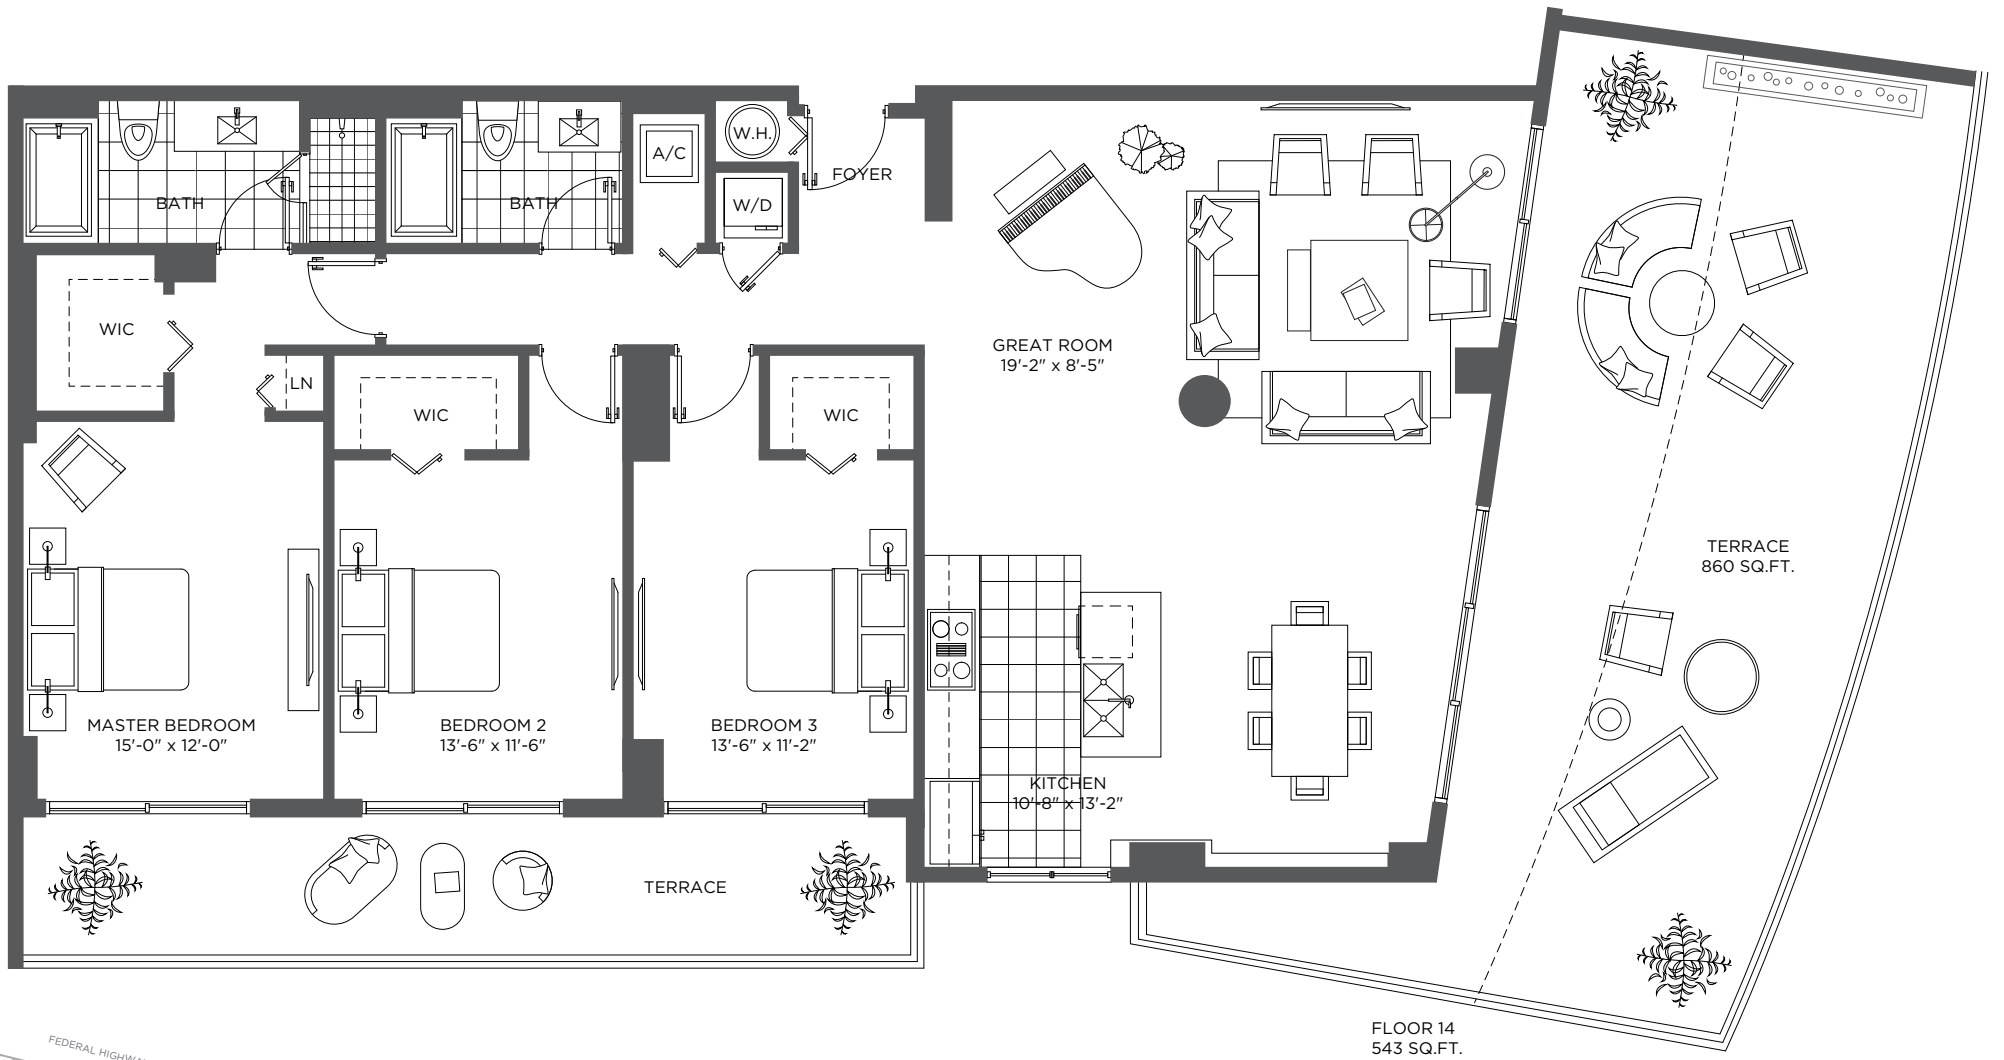 W.H.
A/C
FOYER
BATH
BATH
W/D
WIC
GREAT ROOM
19'-2" x 8'-5"
LN
WIC
WIC
TERRACE
860 SQ.FT.
MASTER BEDROOM
15'-0" x 12'-0"
BEDROOM 2
13'-6" x 11'-6"
BEDROOM 3
13'-6" x 11'-2"
KITCHEN
10'-8" x 13'-2"
TERRACE
FLOOR 14
543 SQ.FT.
FEDERAL